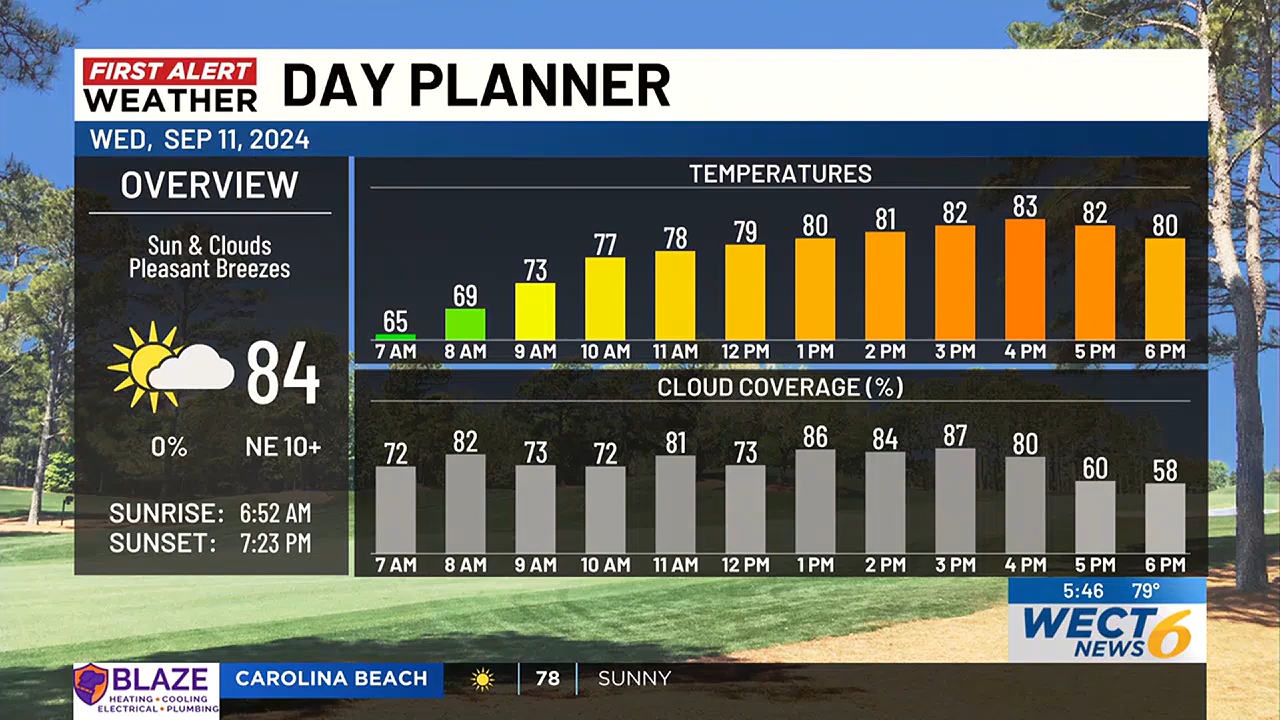 FIRST ALERT
WEATHER
DAY PLANNER
WED, SEP 11, 2024
OVERVIEW
Sun & Clouds
Pleasant Breezes
84
0% NE 10+
SUNRISE: 6:52 AM
SUNSET: 7:23 PM
TEMPERATURES
65 69 73 77 78 79 80 81 82 83 82 80
7 AM 8 AM 9 AM 10 AM 11 AM 12 PM 1 PM 2 PM 3 PM 4 PM 5 PM 6 PM
CLOUD COVERAGE (%)
72 82 73 72 81 73 86 84 87 80 60 58
7 AM 8 AM 9 AM 10 AM 11 AM 12 PM 1 PM 2 PM 3 PM 4 PM 5 PM 6 PM
5:46 79°
WECT 6
NEWS
BLAZE
HEATING • COOLING
ELECTRICAL • PLUMBING
CAROLINA BEACH 78 SUNNY